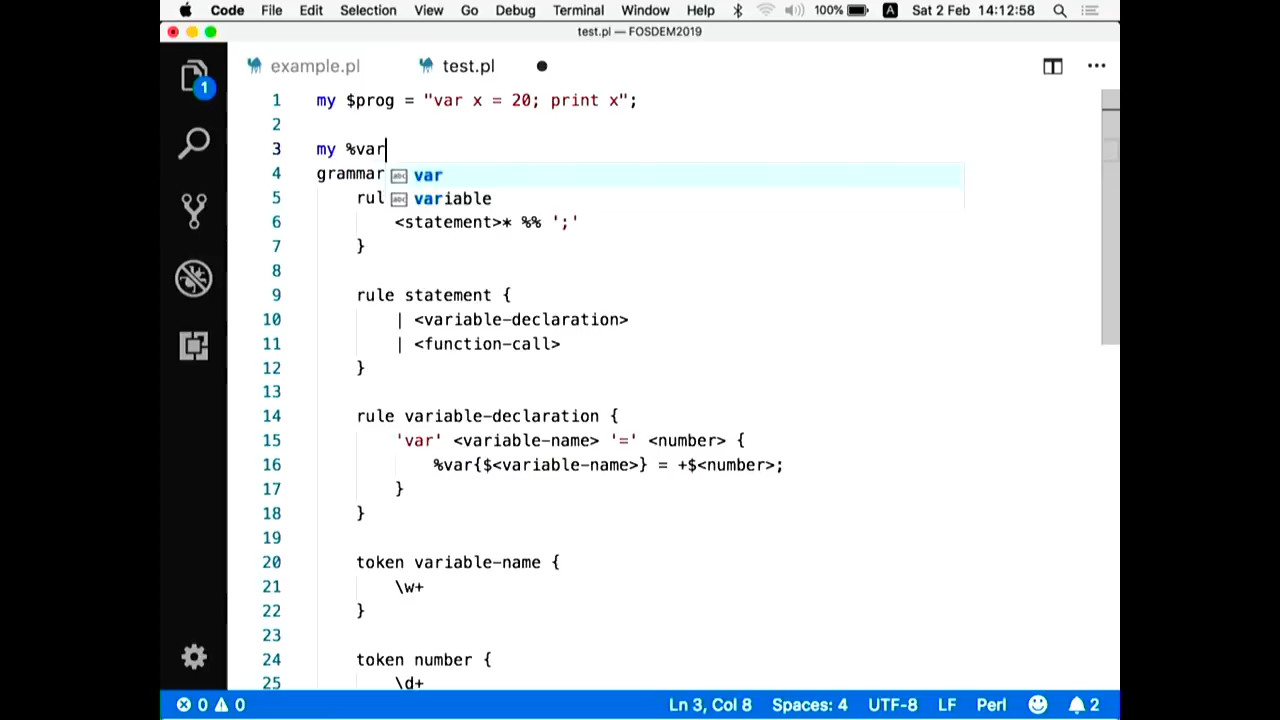 Code File Edit Selection View Go Debug Terminal Window Help 100% A Sat 2 Feb 14:12:58
test.pl — FOSDEM2019
example.pl test.pl
1
1 my $prog = "var x = 20; print x";
2
3 my %var
4 grammar
var
5 rul
variable
6 <statement>* %% ';'
7 }
8
9 rule statement {
10 | <variable-declaration>
11 | <function-call>
12 }
13
14 rule variable-declaration {
15 'var' <variable-name> '=' <number> {
16 %var{$<variable-name>} = +$<number>;
17 }
18 }
19
20 token variable-name {
21 \w+
22 }
23
24 token number {
25 \d+
0 0 Ln 3, Col 8 Spaces: 4 UTF-8 LF Perl 2